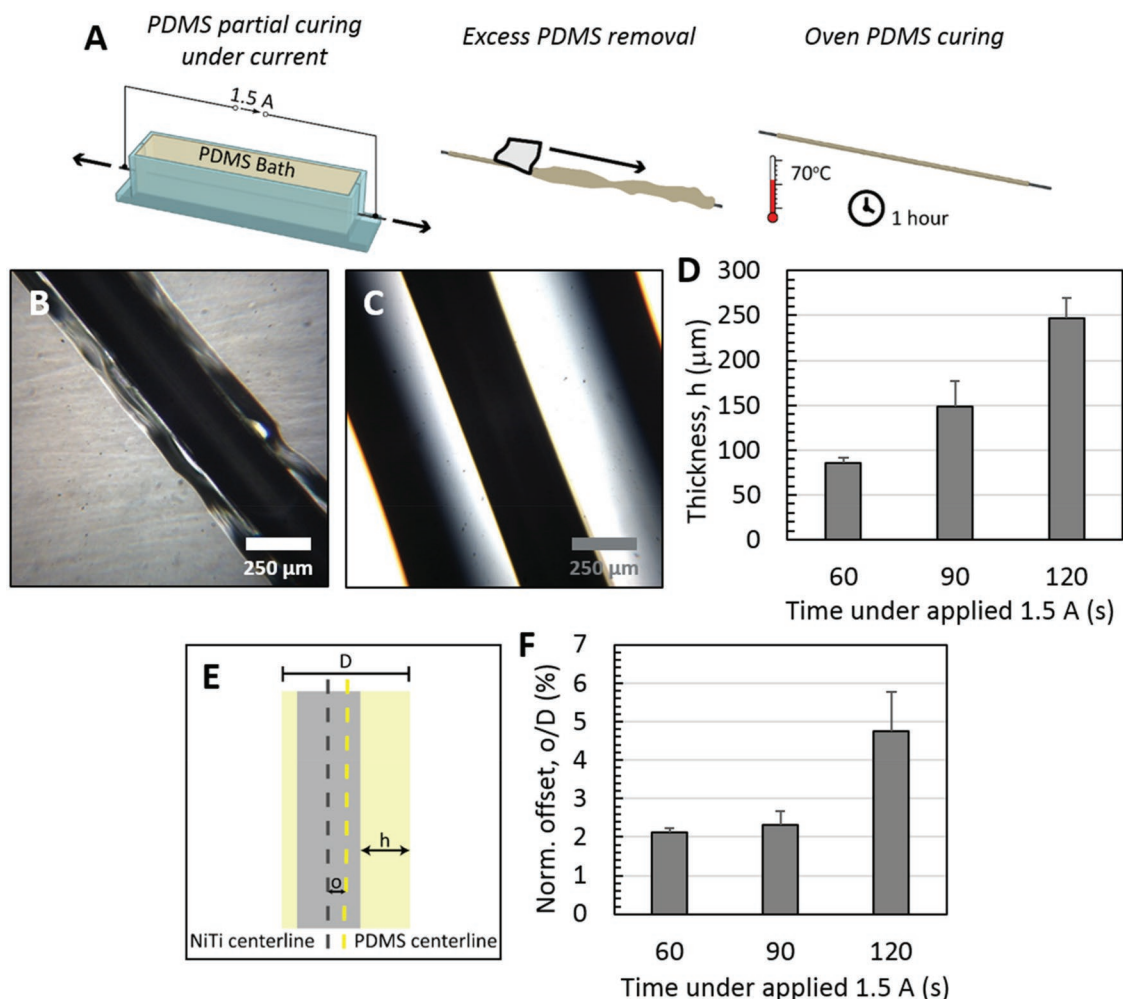 A
PDMS partial curing
under current
Excess PDMS removal
Oven PDMS curing
1.5 A
PDMS Bath
70°C
1 hour
B
250 µm
C
250 µm
D
Thickness, h (µm)
300
250
200
150
100
50
0
60 90 120
Time under applied 1.5 A (s)
E
D
h
o
NiTi centerline
PDMS centerline
F
Norm. offset, o/D (%)
7
6
5
4
3
2
1
0
60 90 120
Time under applied 1.5 A (s)